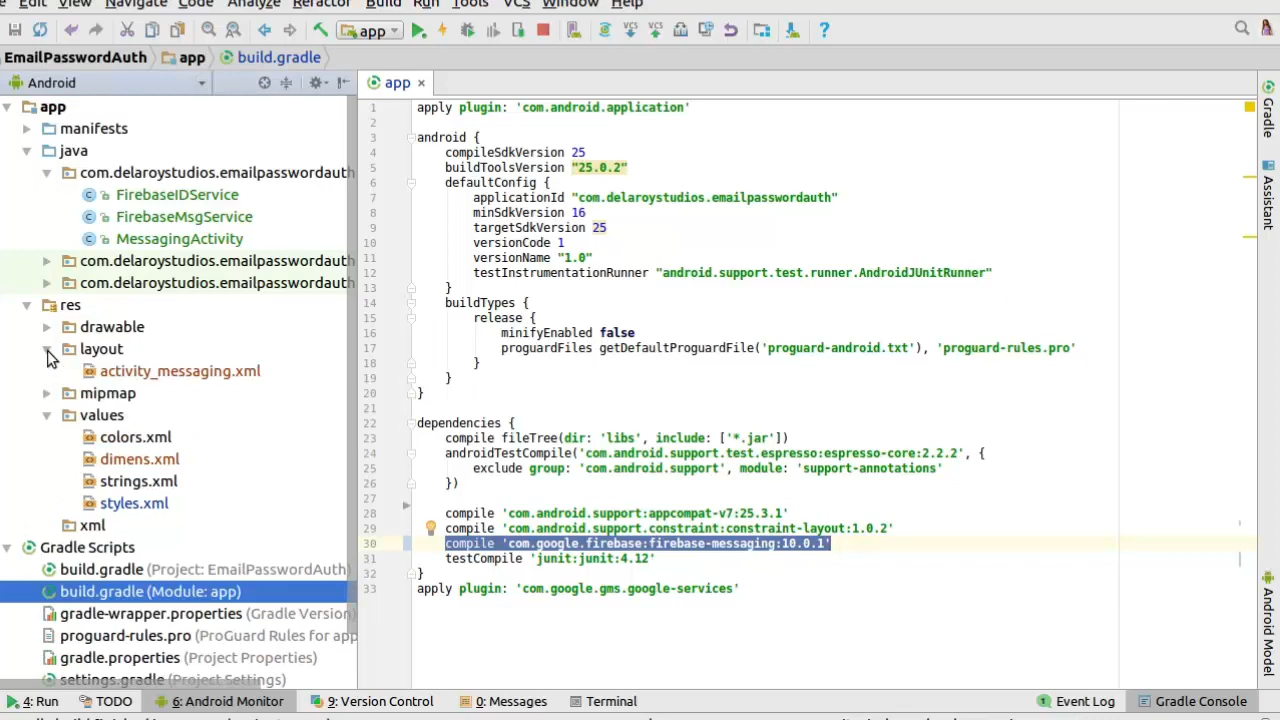 Edit View Navigate Code Analyze Refactor Build Run Tools VCS Window Help
app VCS VCS
EmailPasswordAuth app build.gradle
Android
app
app
manifests
java
com.delaroystudios.emailpasswordauth
FirebaseIDService
FirebaseMsgService
MessagingActivity
com.delaroystudios.emailpasswordauth
com.delaroystudios.emailpasswordauth
res
drawable
layout
activity_messaging.xml
mipmap
values
colors.xml
dimens.xml
strings.xml
styles.xml
xml
Gradle Scripts
build.gradle (Project: EmailPasswordAuth)
build.gradle (Module: app)
gradle-wrapper.properties (Gradle Version)
proguard-rules.pro (ProGuard Rules for app
gradle.properties (Project Properties)
settings.gradle (Project Settings)
1 apply plugin: 'com.android.application'
2
3 android {
4 compileSdkVersion 25
5 buildToolsVersion "25.0.2"
6 defaultConfig {
7 applicationId "com.delaroystudios.emailpasswordauth"
8 minSdkVersion 16
9 targetSdkVersion 25
10 versionCode 1
11 versionName "1.0"
12 testInstrumentationRunner "android.support.test.runner.AndroidJUnitRunner"
13 }
14 buildTypes {
15 release {
16 minifyEnabled false
17 proguardFiles getDefaultProguardFile('proguard-android.txt'), 'proguard-rules.pro'
18 }
19 }
20 }
21
22 dependencies {
23 compile fileTree(dir: 'libs', include: ['*.jar'])
24 androidTestCompile('com.android.support.test.espresso:espresso-core:2.2.2', {
25 exclude group: 'com.android.support', module: 'support-annotations'
26 })
27
28 compile 'com.android.support:appcompat-v7:25.3.1'
29 compile 'com.android.support.constraint:constraint-layout:1.0.2'
30 compile 'com.google.firebase:firebase-messaging:10.0.1'
31 testCompile 'junit:junit:4.12'
32 }
33 apply plugin: 'com.google.gms.google-services'
Gradle
Assistant
Android Model
4: Run TODO 6: Android Monitor 9: Version Control 0: Messages Terminal Event Log Gradle Console